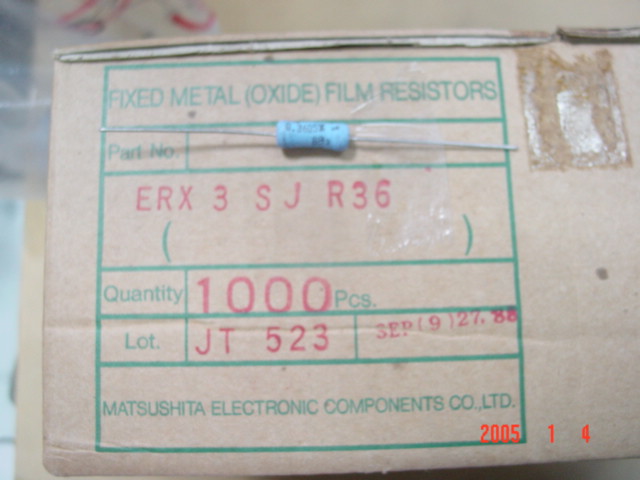 FIXED METAL (OXIDE) FILM RESISTORS
Part No.
ERX 3 SJ R36
( )
Quantity 1000 Pcs.
Lot. JT 523 SEP(9)27.88
MATSUSHITA ELECTRONIC COMPONENTS CO.,LTD.
2005 1 4